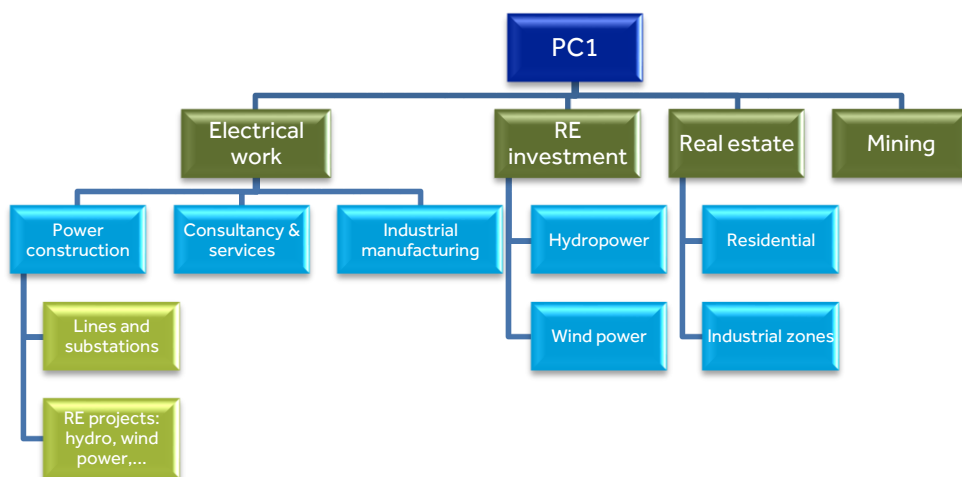 PC1
Electrical
work
RE
investment
Real estate
Mining
Power
construction
Consultancy &
services
Industrial
manufacturing
Hydropower
Residential
Lines and
substations
Wind power
Industrial zones
RE projects:
hydro, wind
power,...